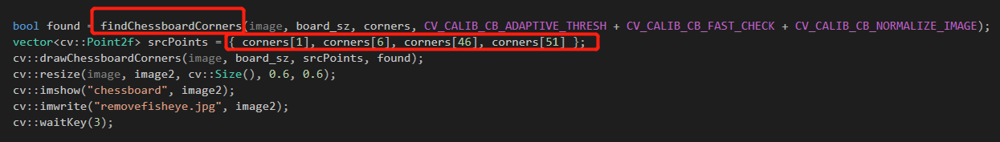 bool found = findChessboardCorners(image, board_sz, corners, CV_CALIB_CB_ADAPTIVE_THRESH + CV_CALIB_CB_FAST_CHECK + CV_CALIB_CB_NORMALIZE_IMAGE);
vector<cv::Point2f> srcPoints = { corners[1], corners[6], corners[46], corners[51] };
cv::drawChessboardCorners(image, board_sz, srcPoints, found);
cv::resize(image, image2, cv::Size(), 0.6, 0.6);
cv::imshow("chessboard", image2);
cv::imwrite("removefisheye.jpg", image2);
cv::waitKey(3);